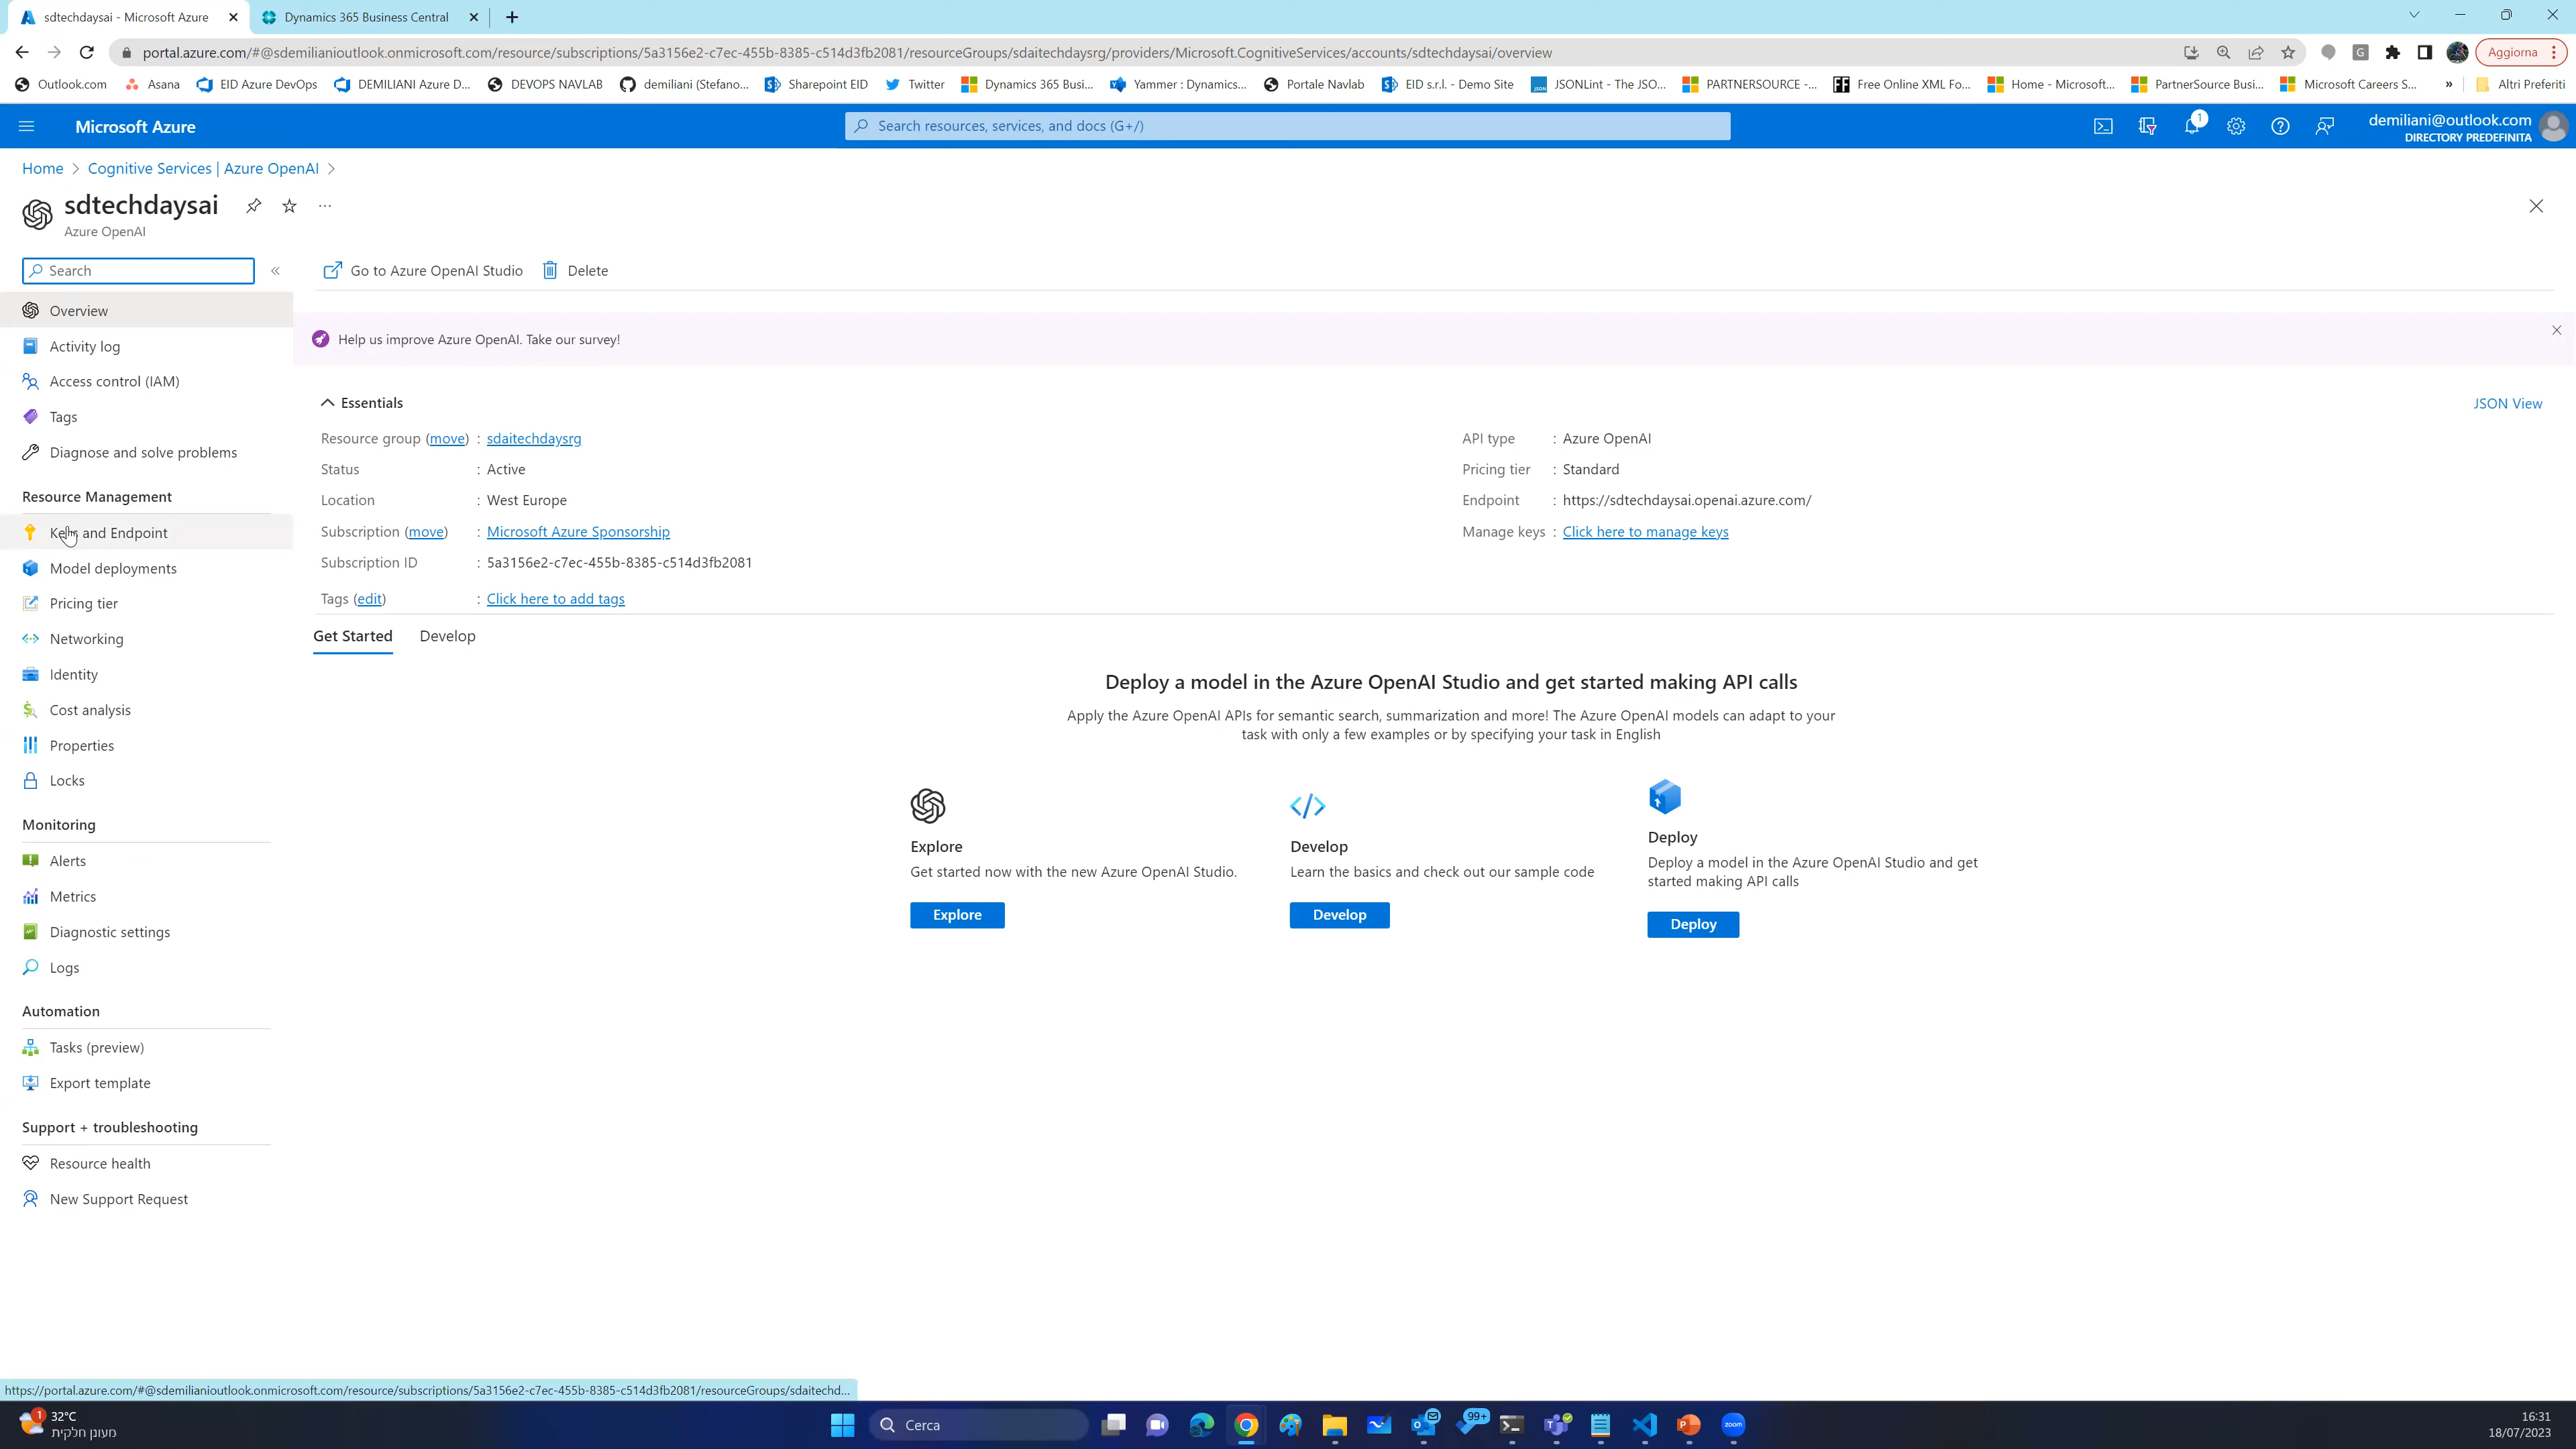 sdtechdaysai - Microsoft Azure
Dynamics 365 Business Central
portal.azure.com/#@sdemilianioutlook.onmicrosoft.com/resource/subscriptions/5a3156e2-c7ec-455b-8385-c514d3fb2081/resourceGroups/sdaitechdaysrg/providers/Microsoft.CognitiveServices/accounts/sdtechdaysai/overview
Aggiorna
Outlook.com
Asana
EID Azure DevOps
DEMILIANI Azure D...
DEVOPS NAVLAB
demiliani (Stefano...
Sharepoint EID
Twitter
Dynamics 365 Busi...
Yammer : Dynamics...
Portale Navlab
EID s.r.l. - Demo Site
JSONLint - The JSO...
PARTNERSOURCE -...
Free Online XML Fo...
Home - Microsoft...
PartnerSource Busi...
Microsoft Careers S...
»
Altri Preferiti
Microsoft Azure
Search resources, services, and docs (G+/)
1
demiliani@outlook.com
DIRECTORY PREDEFINITA
Home > Cognitive Services | Azure OpenAI >
sdtechdaysai
Azure OpenAI
Search
«
Go to Azure OpenAI Studio
Delete
Overview
Activity log
Access control (IAM)
Tags
Diagnose and solve problems
Resource Management
Keys and Endpoint
Model deployments
Pricing tier
Networking
Identity
Cost analysis
Properties
Locks
Monitoring
Alerts
Metrics
Diagnostic settings
Logs
Automation
Tasks (preview)
Export template
Support + troubleshooting
Resource health
New Support Request
Help us improve Azure OpenAI. Take our survey!
Essentials
JSON View
Resource group (move) : sdaitechdaysrg
Status : Active
Location : West Europe
Subscription (move) : Microsoft Azure Sponsorship
Subscription ID : 5a3156e2-c7ec-455b-8385-c514d3fb2081
Tags (edit) : Click here to add tags
API type : Azure OpenAI
Pricing tier : Standard
Endpoint : https://sdtechdaysai.openai.azure.com/
Manage keys : Click here to manage keys
Get Started
Develop
Deploy a model in the Azure OpenAI Studio and get started making API calls
Apply the Azure OpenAI APIs for semantic search, summarization and more! The Azure OpenAI models can adapt to your
task with only a few examples or by specifying your task in English
Explore
Get started now with the new Azure OpenAI Studio.
Explore
Develop
Learn the basics and check out our sample code
Develop
Deploy
Deploy a model in the Azure OpenAI Studio and get
started making API calls
Deploy
https://portal.azure.com/#@sdemilianioutlook.onmicrosoft.com/resource/subscriptions/5a3156e2-c7ec-455b-8385-c514d3fb2081/resourceGroups/sdaitechd...
1
32°C
מעונן חלקית
Cerca
99+
zoom
16:31
18/07/2023